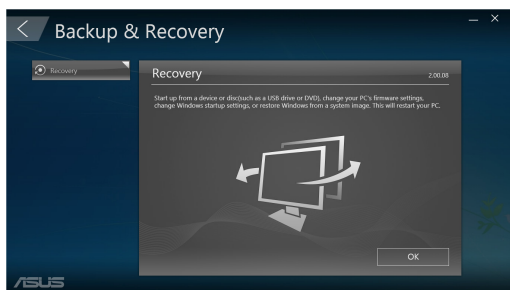 Backup & Recovery
Recovery
Recovery
2.00.08
Start up from a device or disc(such as a USB drive or DVD), change your PC's firmware settings,
change Windows startup settings, or restore Windows from a system image. This will restart your PC.
OK
ASUS